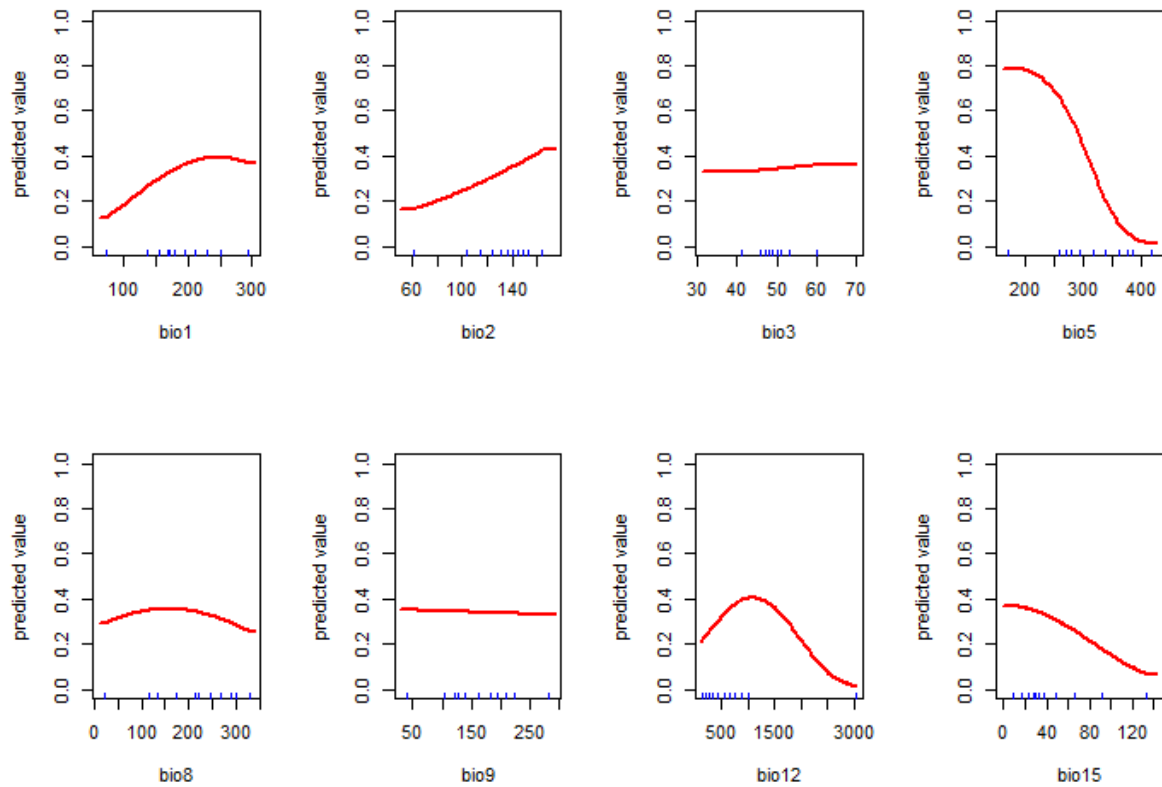 predicted value
0.0 0.2 0.4 0.6 0.8 1.0
100 200 300
bio1
predicted value
0.0 0.2 0.4 0.6 0.8 1.0
60 100 140
bio2
predicted value
0.0 0.2 0.4 0.6 0.8 1.0
30 40 50 60 70
bio3
predicted value
0.0 0.2 0.4 0.6 0.8 1.0
200 300 400
bio5
predicted value
0.0 0.2 0.4 0.6 0.8 1.0
0 100 200 300
bio8
predicted value
0.0 0.2 0.4 0.6 0.8 1.0
50 150 250
bio9
predicted value
0.0 0.2 0.4 0.6 0.8 1.0
500 1500 3000
bio12
predicted value
0.0 0.2 0.4 0.6 0.8 1.0
0 40 80 120
bio15